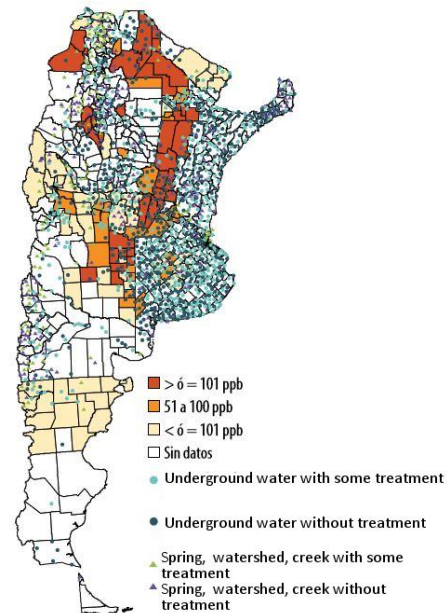 > ó = 101 ppb
51 a 100 ppb
< ó = 101 ppb
Sin datos
Underground water with some treatment
Underground water without treatment
Spring, watershed, creek with some
treatment
Spring, watershed, creek without
treatment